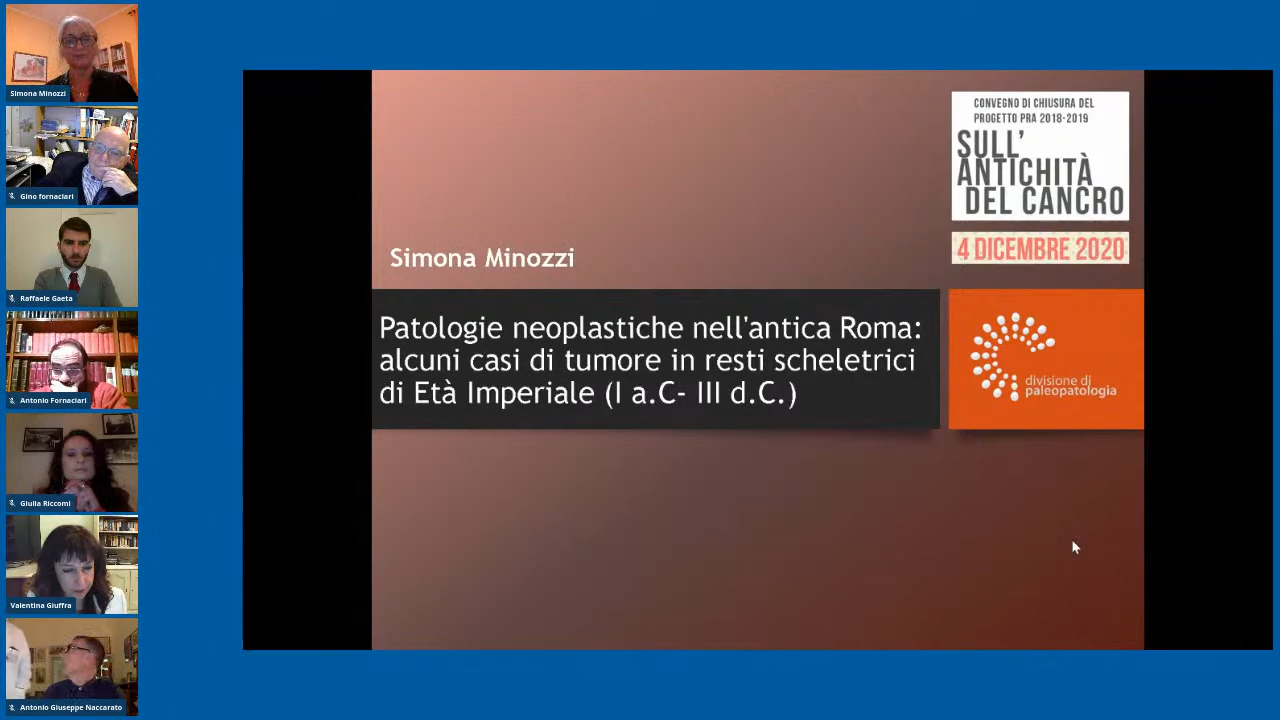 Simona Minozzi
Gino fornaciari
Raffaele Gaeta
Antonio Fornaciari
Giulia Riccomi
Valentina Giuffra
Antonio Giuseppe Naccarato
CONVEGNO DI CHIUSURA DEL
PROGETTO PRA 2018-2019
SULL'
ANTICHITÀ
DEL CANCRO
4 DICEMBRE 2020
Simona Minozzi
Patologie neoplastiche nell'antica Roma:
alcuni casi di tumore in resti scheletrici
di Età Imperiale (I a.C- III d.C.)
divisione di
paleopatologia